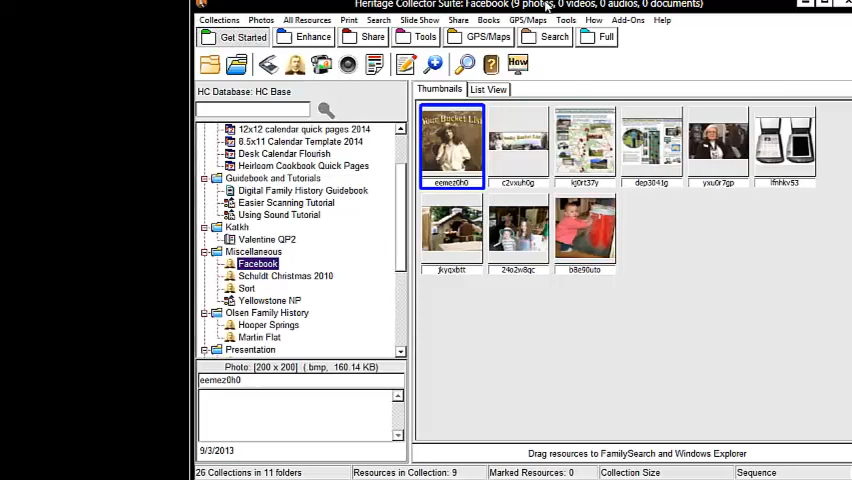 Heritage Collector Suite: Facebook (9 photos, 0 videos, 0 audios, 0 documents)
Collections Photos All Resources Print Search Slide Show Share Books GPS/Maps Tools How Add-Ons Help
Get Started Enhance Share Tools GPS/Maps Search Full
How
HC Database: HC Base
Thumbnails List View
12x12 calendar quick pages 2014
8.5x11 Calendar Template 2014
Desk Calendar Flourish
Heirloom Cookbook Quick Pages
Guidebook and Tutorials
Digital Family History Guidebook
Easier Scanning Tutorial
Using Sound Tutorial
Katkh
Valentine QP2
Miscellaneous
Facebook
Schuldt Christmas 2010
Sort
Yellowstone NP
Olsen Family History
Hooper Springs
Martin Flat
Presentation
Your Bucket List
eemez0h0 c2vxuh0g kj0rt37y dep3041g yxu0r7gp lfnhkv53
jkyqxbtt 24o2w8qc b8e90uto
Photo: [200 x 200] (.bmp, 160.14 KB)
eemez0h0
9/3/2013
Drag resources to FamilySearch and Windows Explorer
26 Collections in 11 folders Resources in Collection: 9 Marked Resources: 0 Collection Size Sequence